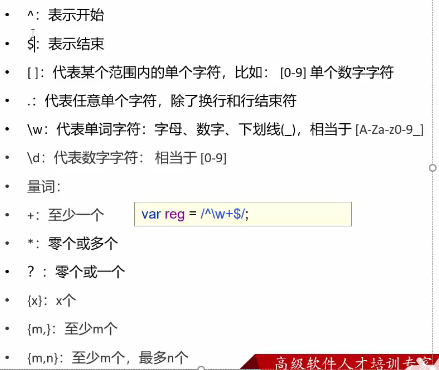 ^：表示开始
$：表示结束
[ ]：代表某个范围内的单个字符，比如： [0-9] 单个数字字符
.：代表任意单个字符，除了换行和行结束符
\w：代表单词字符：字母、数字、下划线(_)，相当于 [A-Za-z0-9_]
\d：代表数字字符： 相当于 [0-9]
量词：
+：至少一个
var reg = /^\w+$/;
*：零个或多个
？：零个或一个
{x}：x个
{m,}：至少m个
{m,n}：至少m个，最多n个
高级软件人才培训专家